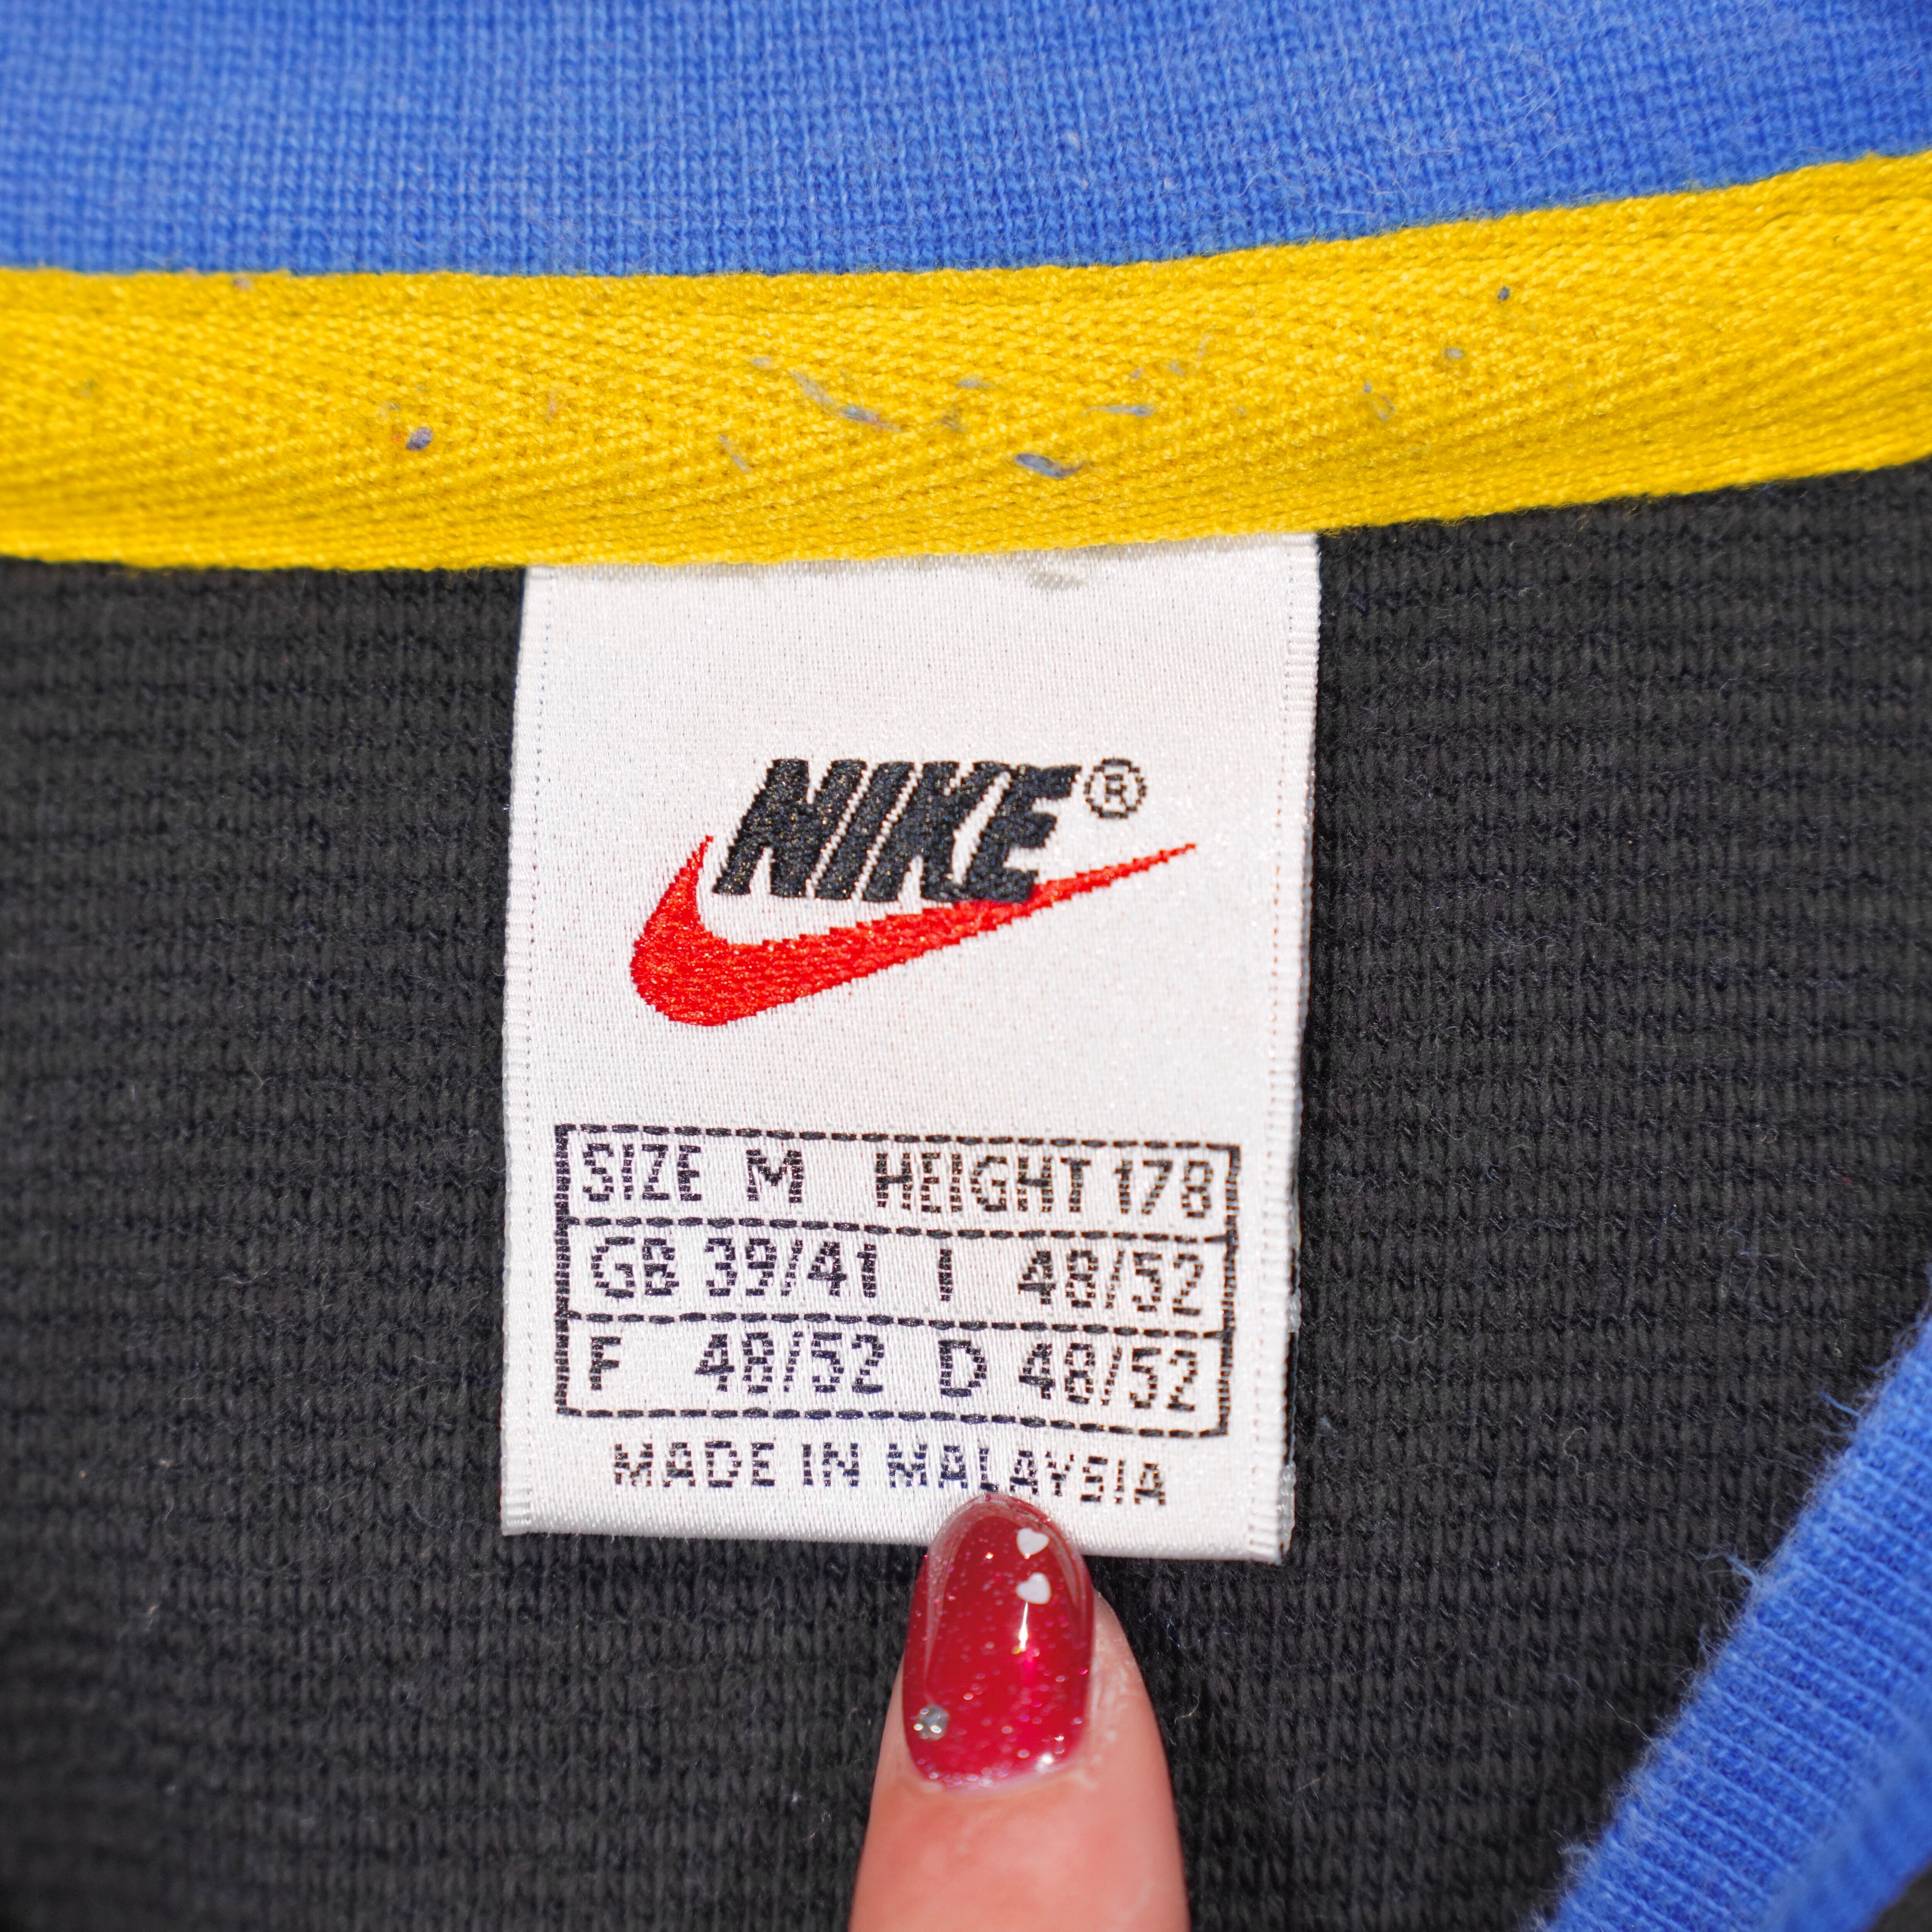 NIKE®
SIZE M HEIGHT 178
GB 39/41 I 48/52
F 48/52 D 48/52
MADE IN MALAYSIA